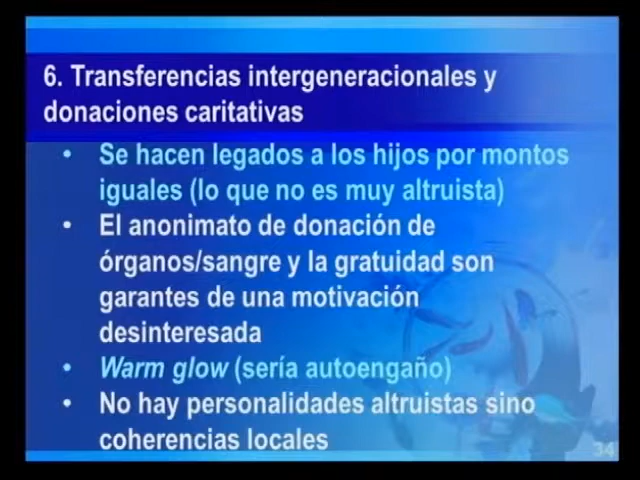 6. Transferencias intergeneracionales y
donaciones caritativas
• Se hacen legados a los hijos por montos
iguales (lo que no es muy altruista)
• El anonimato de donación de
órganos/sangre y la gratuidad son
garantes de una motivación
desinteresada
• Warm glow (sería autoengaño)
• No hay personalidades altruistas sino
coherencias locales
34